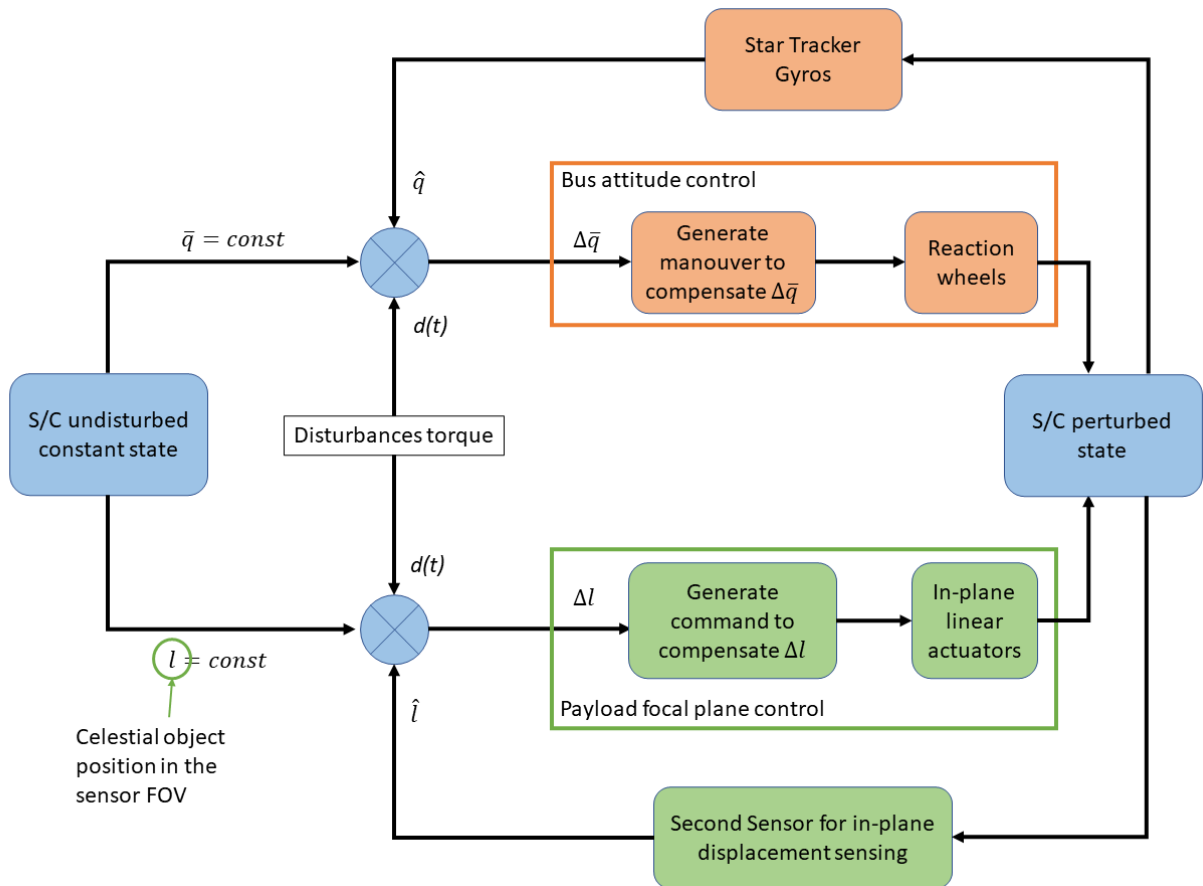 Star Tracker
Gyros
q̂
Bus attitude control
q̄ = const
Δq̄
Generate
manouver to
compensate Δq̄
Reaction
wheels
d(t)
S/C undisturbed
constant state
Disturbances torque
S/C perturbed
state
d(t)
Δl
Generate
command to
compensate Δl
In-plane
linear
actuators
l = const
l̂
Payload focal plane control
Celestial object
position in the
sensor FOV
Second Sensor for in-plane
displacement sensing